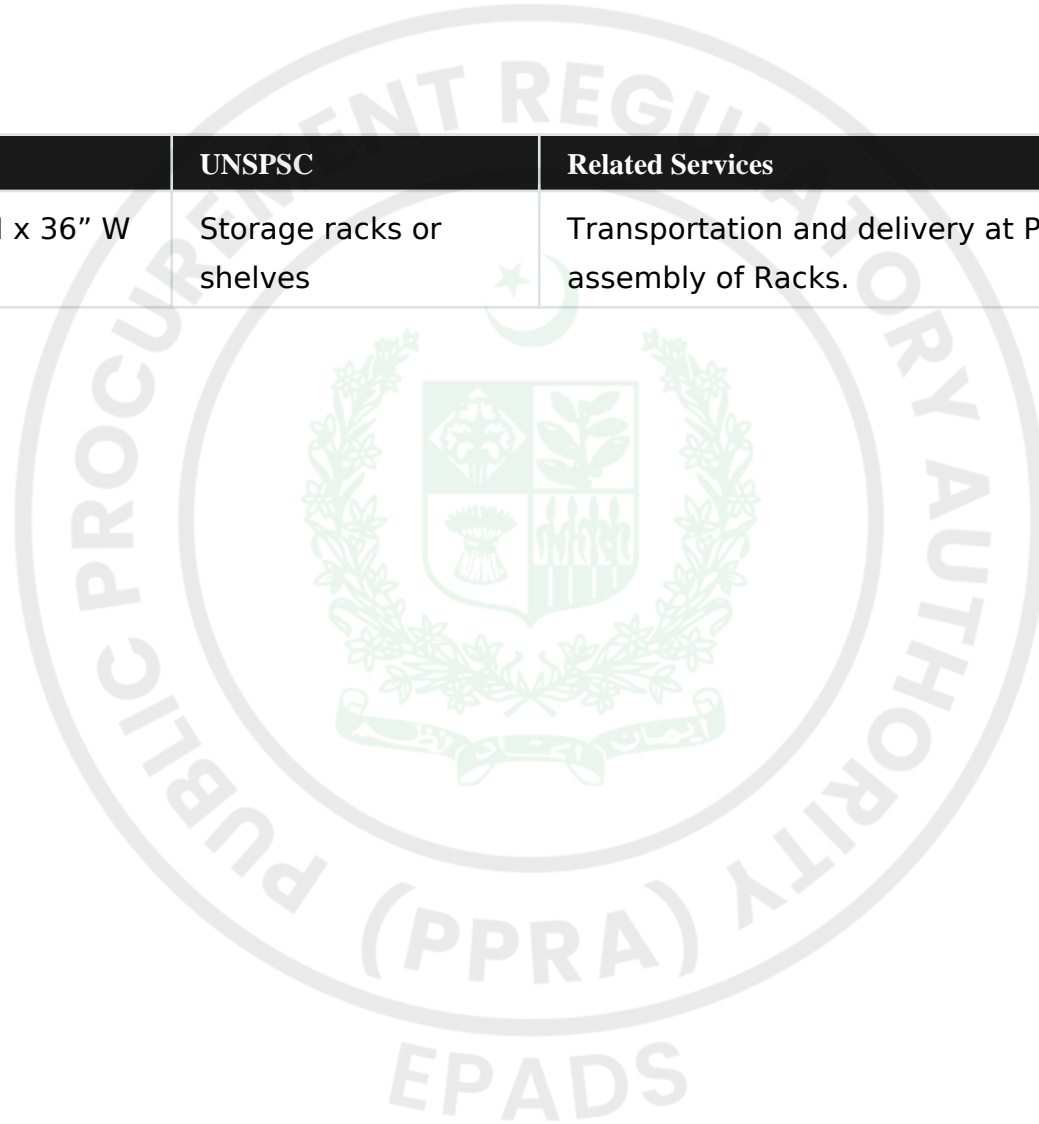 UNSPSC
Related Services
x 36” W
Storage racks or
shelves
Transportation and delivery at P
assembly of Racks.
PUBLIC PROCUREMENT REGULATORY AUTHORITY
(PPRA)
EPADS